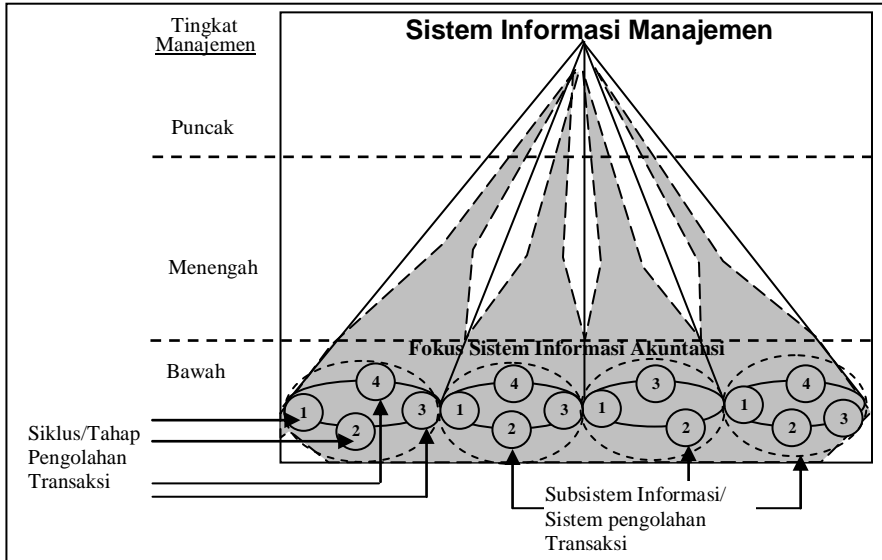 Tingkat
Manajemen
Sistem Informasi Manajemen
Puncak
Menengah
Fokus Sistem Informasi Akuntansi
Bawah
4
1
2
3
4
1
2
3
3
1
2
4
1
2
3
Siklus/Tahap
Pengolahan
Transaksi
Subsistem Informasi/
Sistem pengolahan
Transaksi